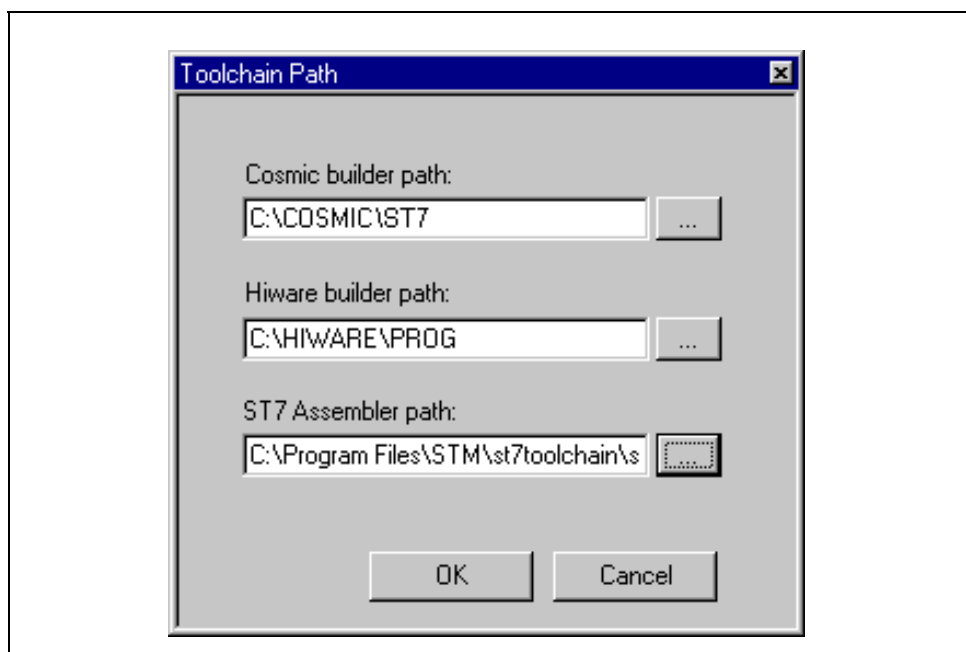 Toolchain Path
Cosmic builder path:
C:\COSMIC\ST7
...
Hiware builder path:
C:\HIWARE\PROG
...
ST7 Assembler path:
C:\Program Files\STM\st7toolchain\s
...
OK
Cancel